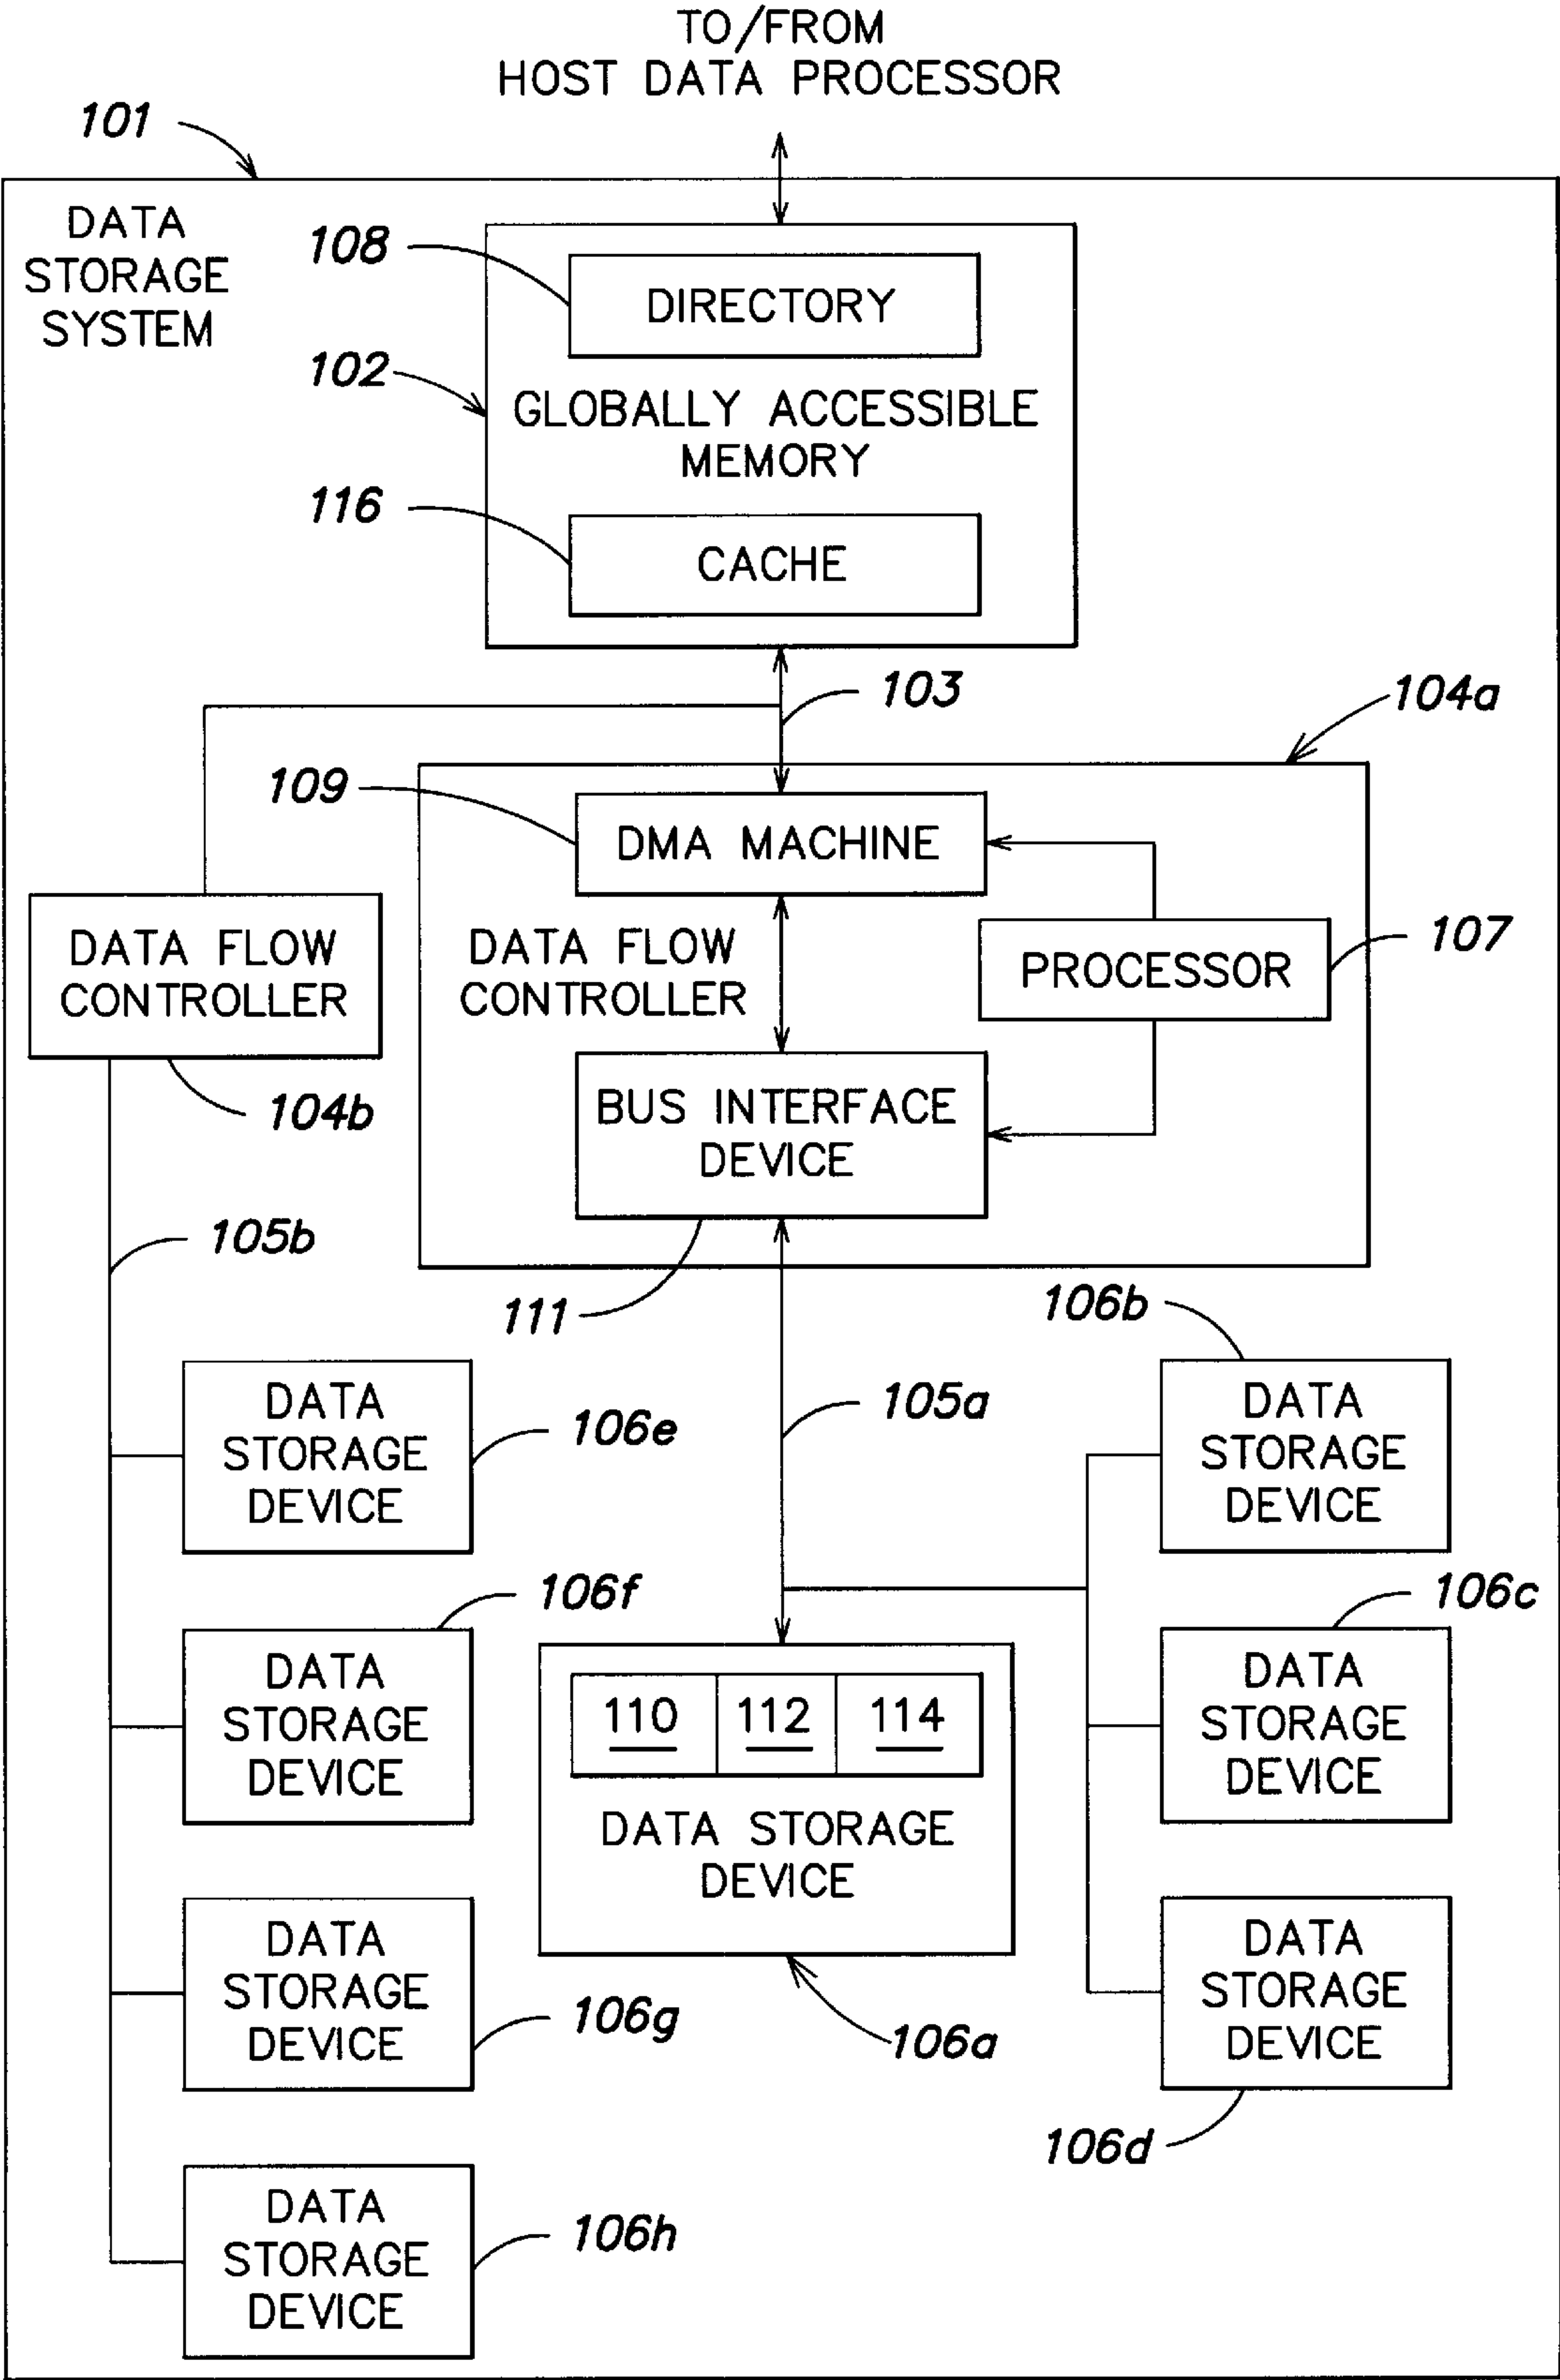 TO/FROM
HOST DATA PROCESSOR
101
DATA
STORAGE
SYSTEM
108
DIRECTORY
102
GLOBALLY ACCESSIBLE
MEMORY
116
CACHE
103
104a
109
DMA MACHINE
DATA FLOW
CONTROLLER
104b
DATA FLOW
CONTROLLER
PROCESSOR
107
BUS INTERFACE
DEVICE
111
105b
105a
106b
DATA
STORAGE
DEVICE
106e
DATA
STORAGE
DEVICE
106f
DATA
STORAGE
DEVICE
106c
DATA
STORAGE
DEVICE
110 112 114
DATA STORAGE
DEVICE
106a
DATA
STORAGE
DEVICE
106g
DATA
STORAGE
DEVICE
106d
DATA
STORAGE
DEVICE
106h